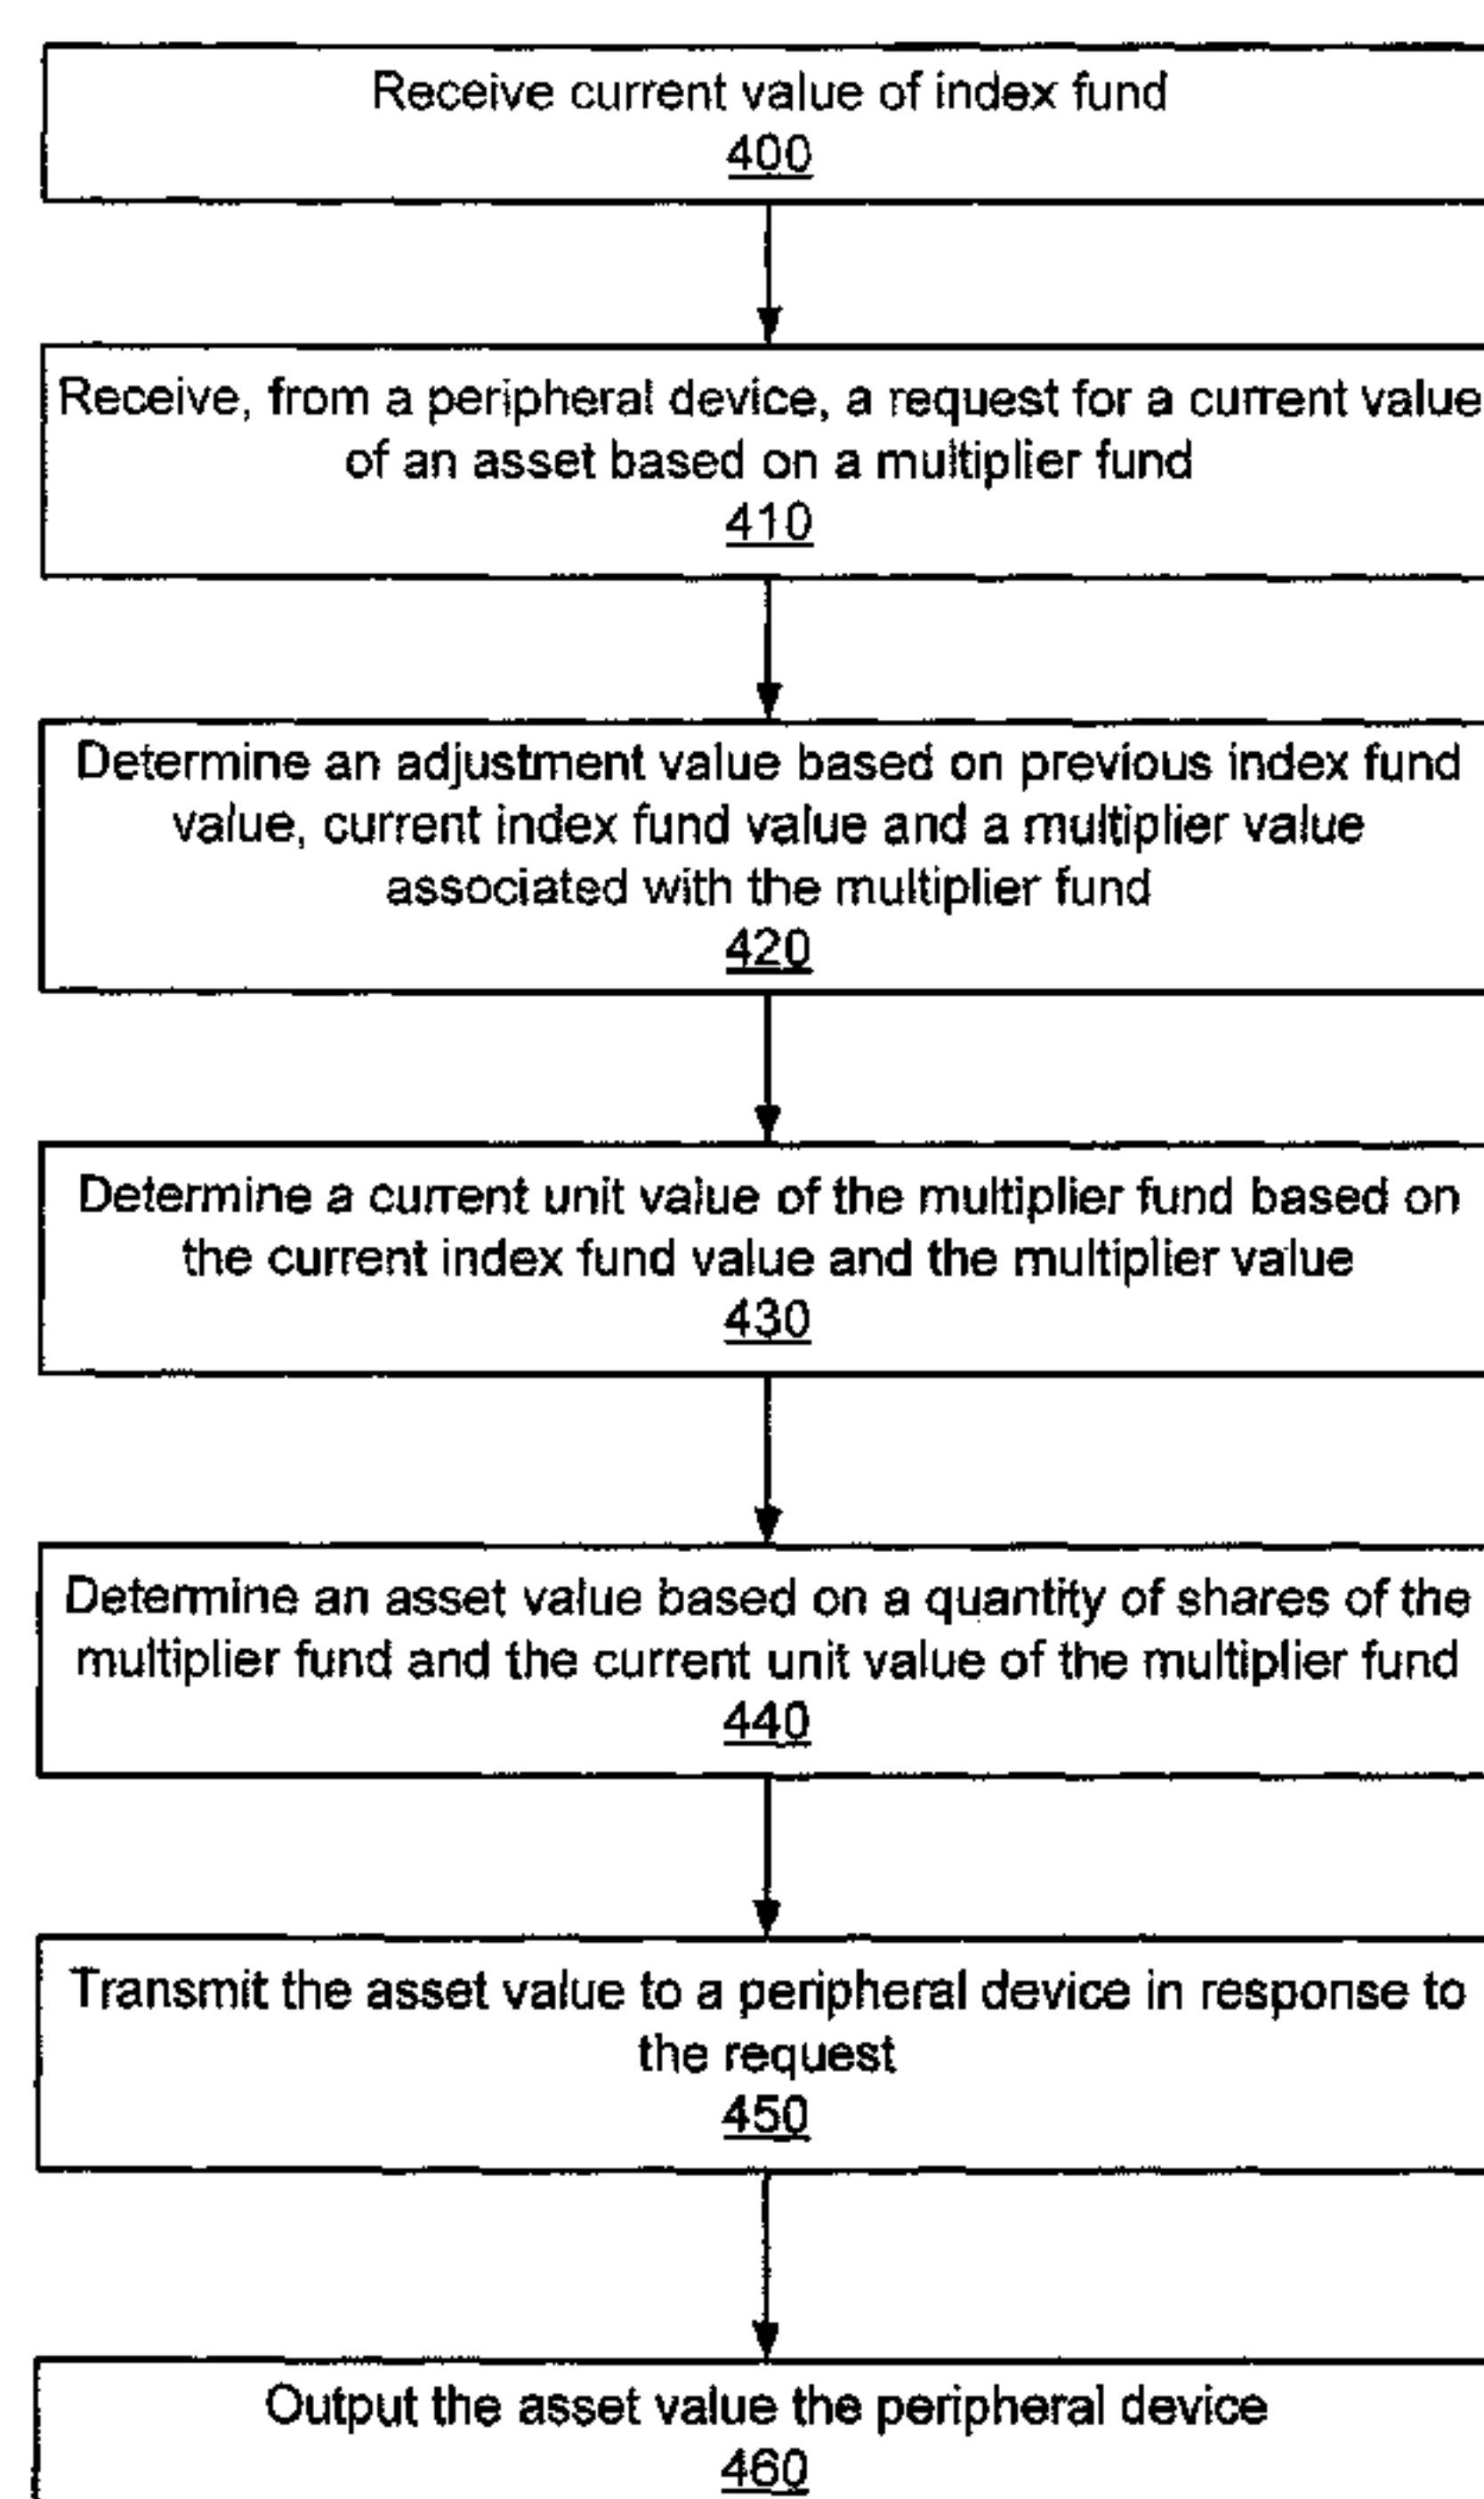 Receive current value of index fund
400
Receive, from a peripheral device, a request for a current value
of an asset based on a multiplier fund
410
Determine an adjustment value based on previous index fund
value, current index fund value and a multiplier value
associated with the multiplier fund
420
Determine a current unit value of the multiplier fund based on
the current index fund value and the multiplier value
430
Determine an asset value based on a quantity of shares of the
multiplier fund and the current unit value of the multiplier fund
440
Transmit the asset value to a peripheral device in response to
the request
450
Output the asset value the peripheral device
460